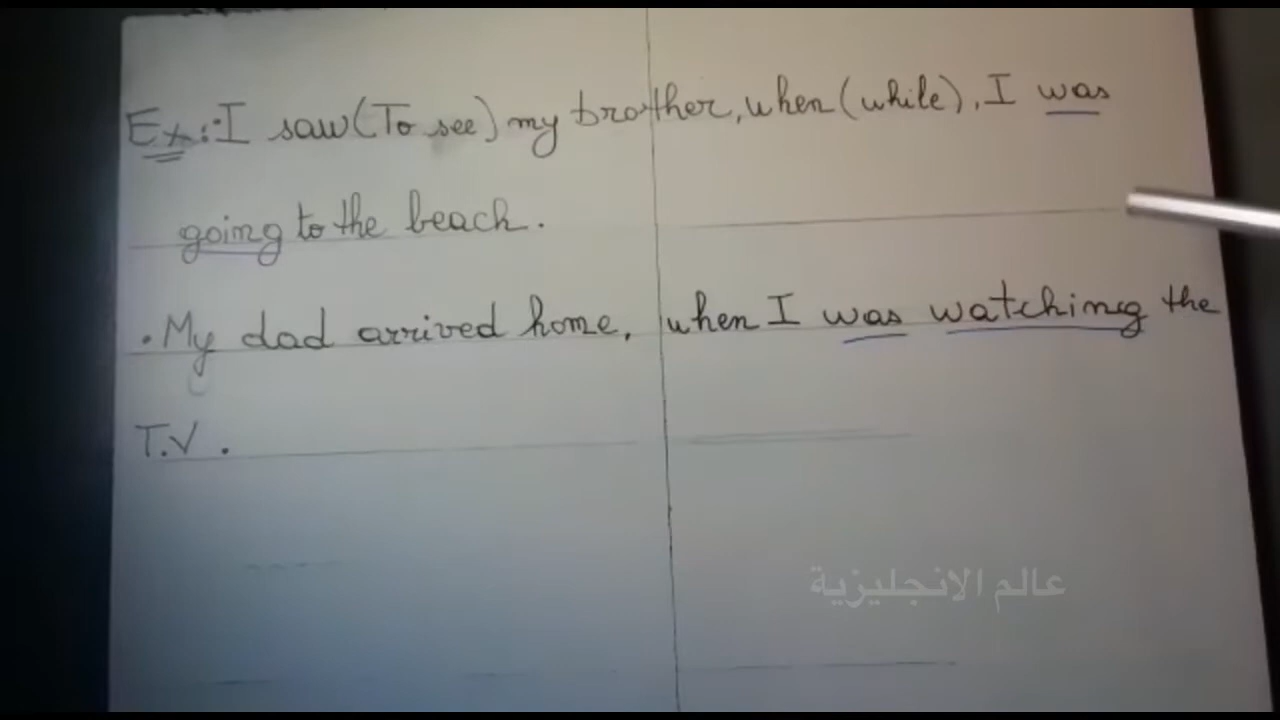 Ex: I saw (To see) my brother, when (while), I was
going to the beach.
. My dad arrived home, when I was watching the
T.V.
عالم الانجليزية